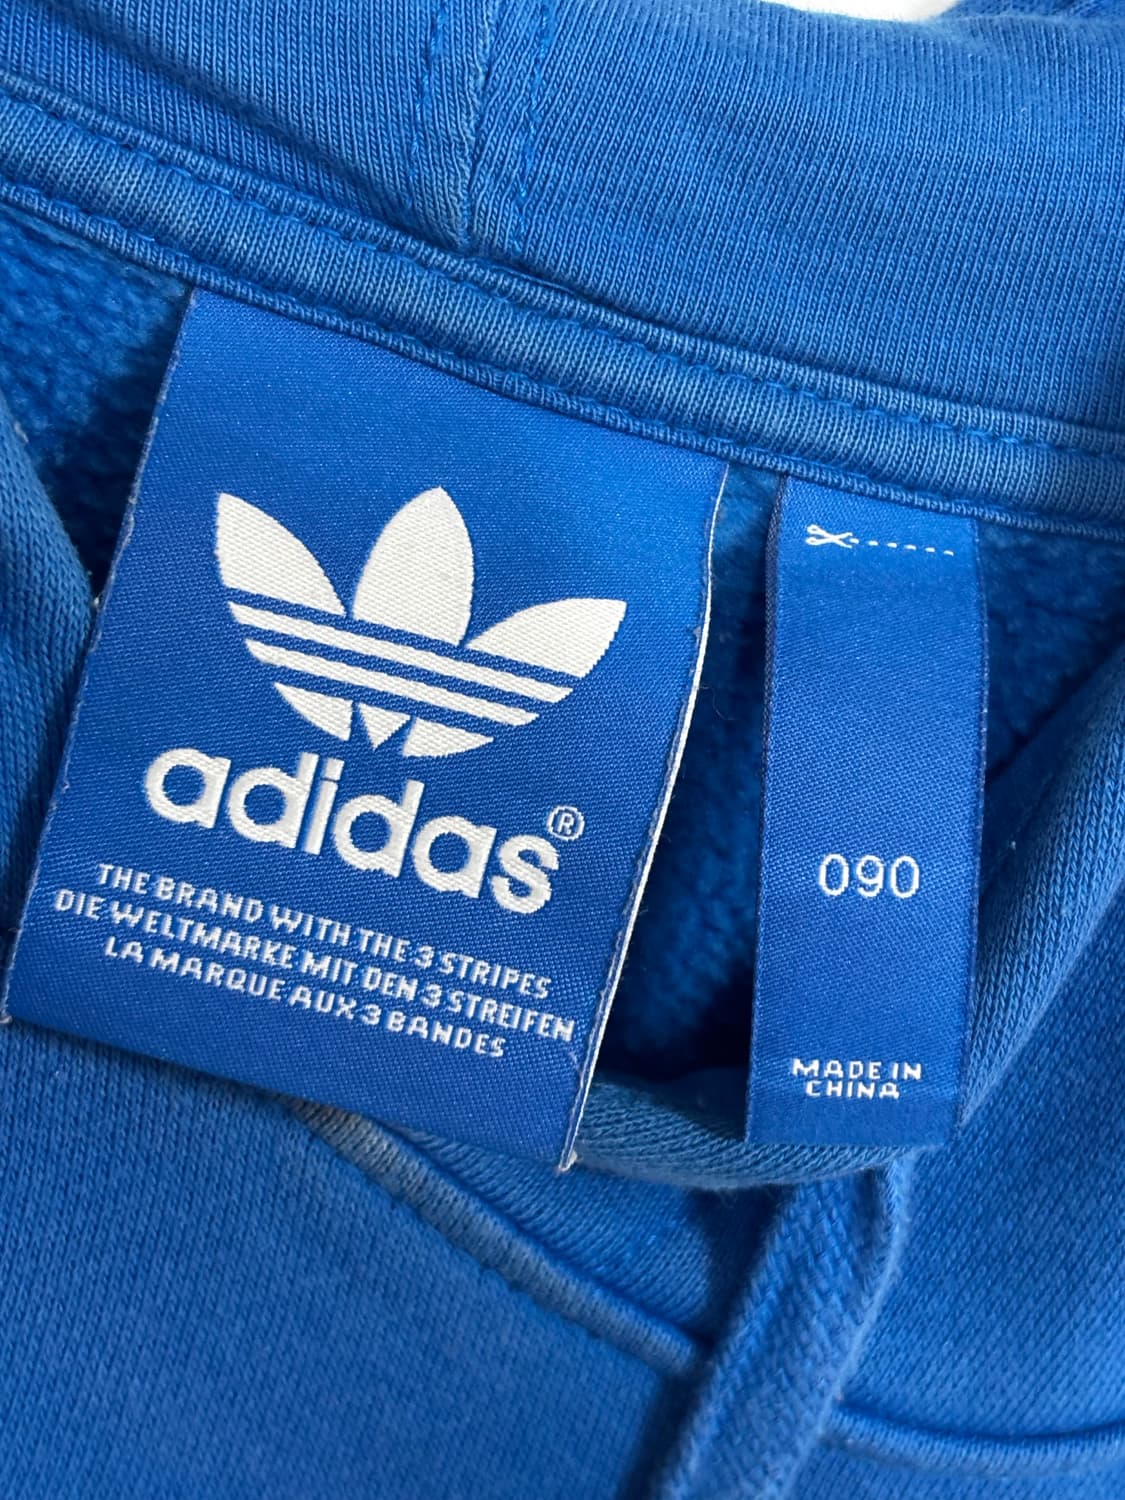 adidas®
THE BRAND WITH THE 3 STRIPES
DIE WELTMARKE MIT DEN 3 STREIFEN
LA MARQUE AUX 3 BANDES
090
MADE IN
CHINA